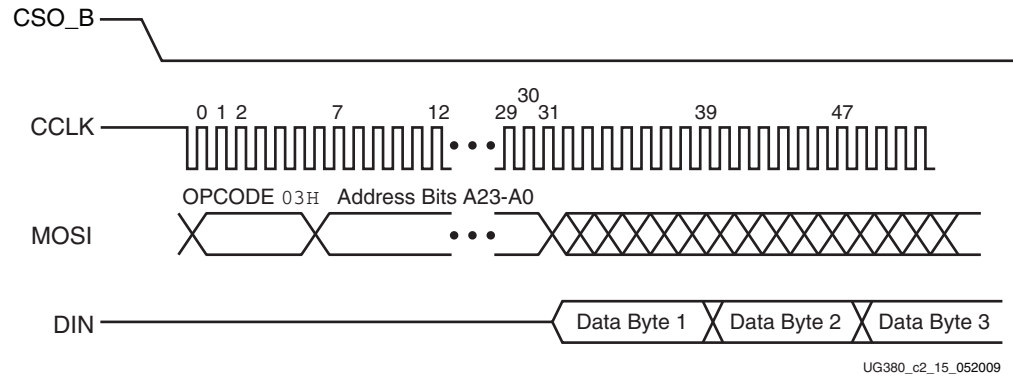 CSO_B
30
0 1 2 7 12 29 31 39 47
CCLK
OPCODE 03H Address Bits A23-A0
MOSI
DIN Data Byte 1 Data Byte 2 Data Byte 3
UG380_c2_15_052009